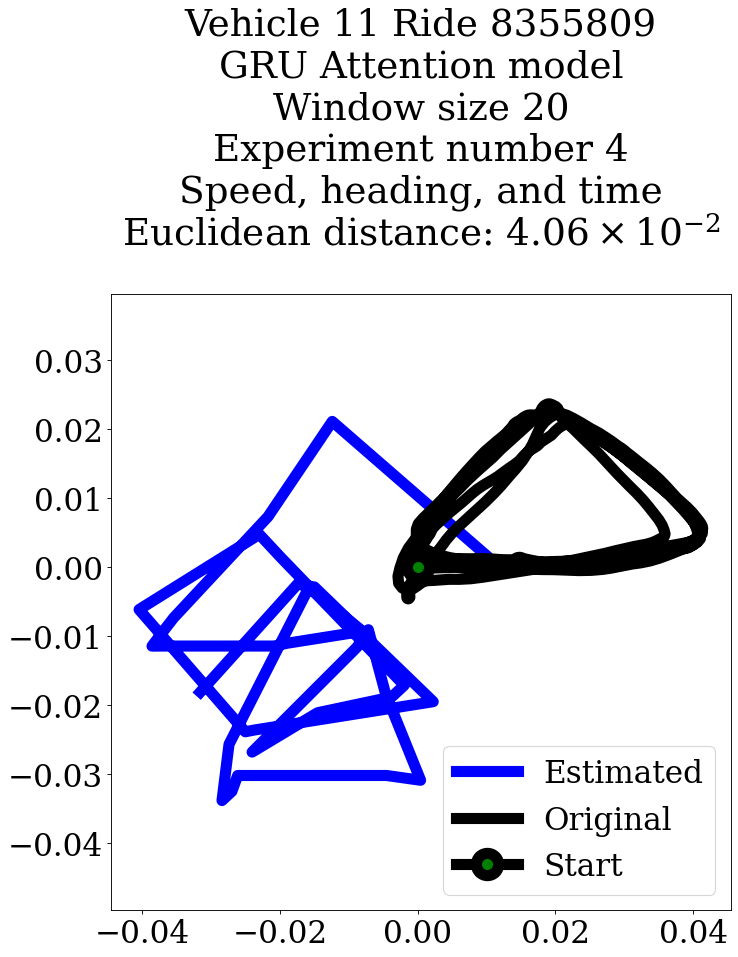 Vehicle 11 Ride 8355809
GRU Attention model
Window size 20
Experiment number 4
Speed, heading, and time
Euclidean distance: 4.06 × 10⁻²
0.03
0.02
0.01
0.00
−0.01
−0.02
−0.03
−0.04
Estimated
Original
Start
−0.04 −0.02 0.00 0.02 0.04